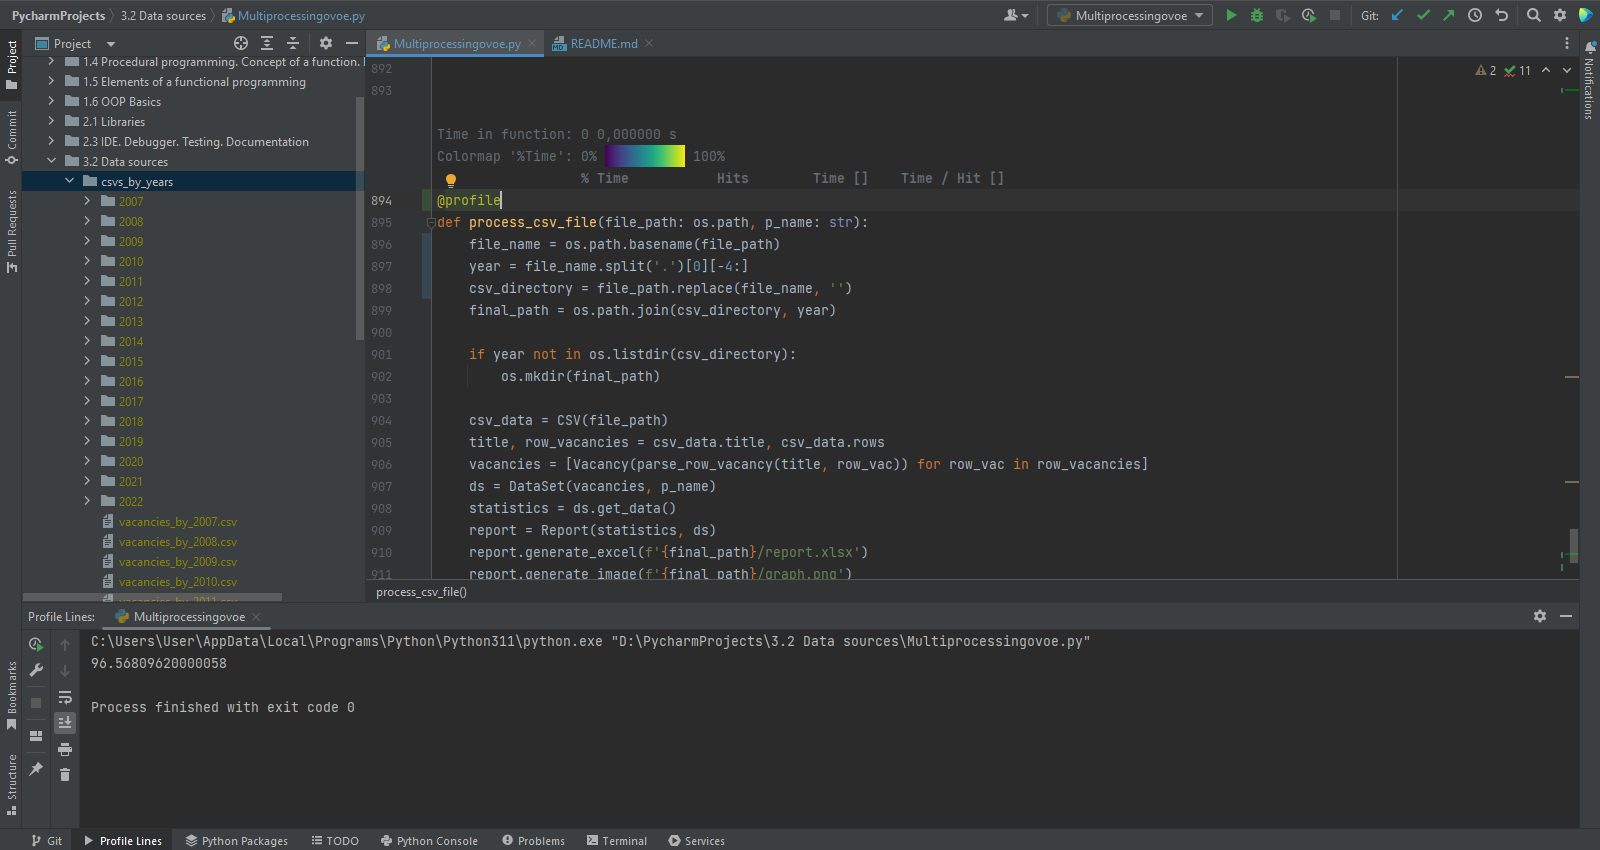 PycharmProjects 3.2 Data sources Multiprocessingovoe.py
Multiprocessingovoe
Git:
Project
Commit
Pull Requests
Bookmarks
Structure
Notifications
Project
1.4 Procedural programming. Concept of a function.
1.5 Elements of a functional programming
1.6 OOP Basics
2.1 Libraries
2.3 IDE. Debugger. Testing. Documentation
3.2 Data sources
csvs_by_years
2007
2008
2009
2010
2011
2012
2013
2014
2015
2016
2017
2018
2019
2020
2021
2022
vacancies_by_2007.csv
vacancies_by_2008.csv
vacancies_by_2009.csv
vacancies_by_2010.csv
vacancies_by_2011.csv
Multiprocessingovoe.py README.md
2 11
892
893
Time in function: 0 0,000000 s
Colormap '%Time': 0% 100%
% Time Hits Time [] Time / Hit []
894 @profile
895 def process_csv_file(file_path: os.path, p_name: str):
896 file_name = os.path.basename(file_path)
897 year = file_name.split('.')[0][-4:]
898 csv_directory = file_path.replace(file_name, '')
899 final_path = os.path.join(csv_directory, year)
900
901 if year not in os.listdir(csv_directory):
902 os.mkdir(final_path)
903
904 csv_data = CSV(file_path)
905 title, row_vacancies = csv_data.title, csv_data.rows
906 vacancies = [Vacancy(parse_row_vacancy(title, row_vac)) for row_vac in row_vacancies]
907 ds = DataSet(vacancies, p_name)
908 statistics = ds.get_data()
909 report = Report(statistics, ds)
910 report.generate_excel(f'{final_path}/report.xlsx')
911 report.generate_image(f'{final_path}/graph.png')
process_csv_file()
Profile Lines: Multiprocessingovoe
C:\Users\User\AppData\Local\Programs\Python\Python311\python.exe "D:\PycharmProjects\3.2 Data sources\Multiprocessingovoe.py"
96.56809620000058
Process finished with exit code 0
Git Profile Lines Python Packages TODO Python Console Problems Terminal Services